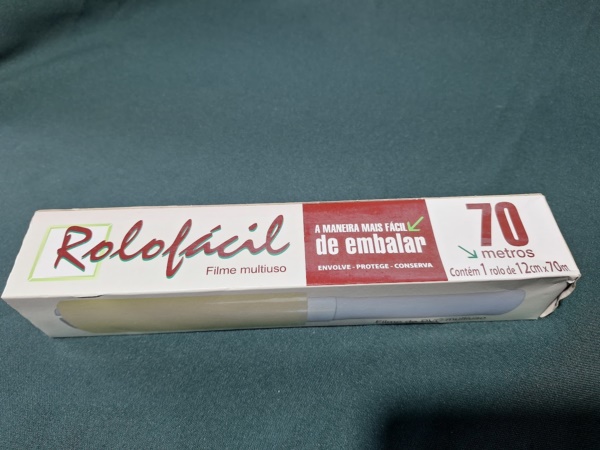 Rolofácil
Filme multiuso
A MANEIRA MAIS FÁCIL
de embalar
ENVOLVE - PROTEGE - CONSERVA
70
metros
Contém 1 rolo de 12cm x 70m